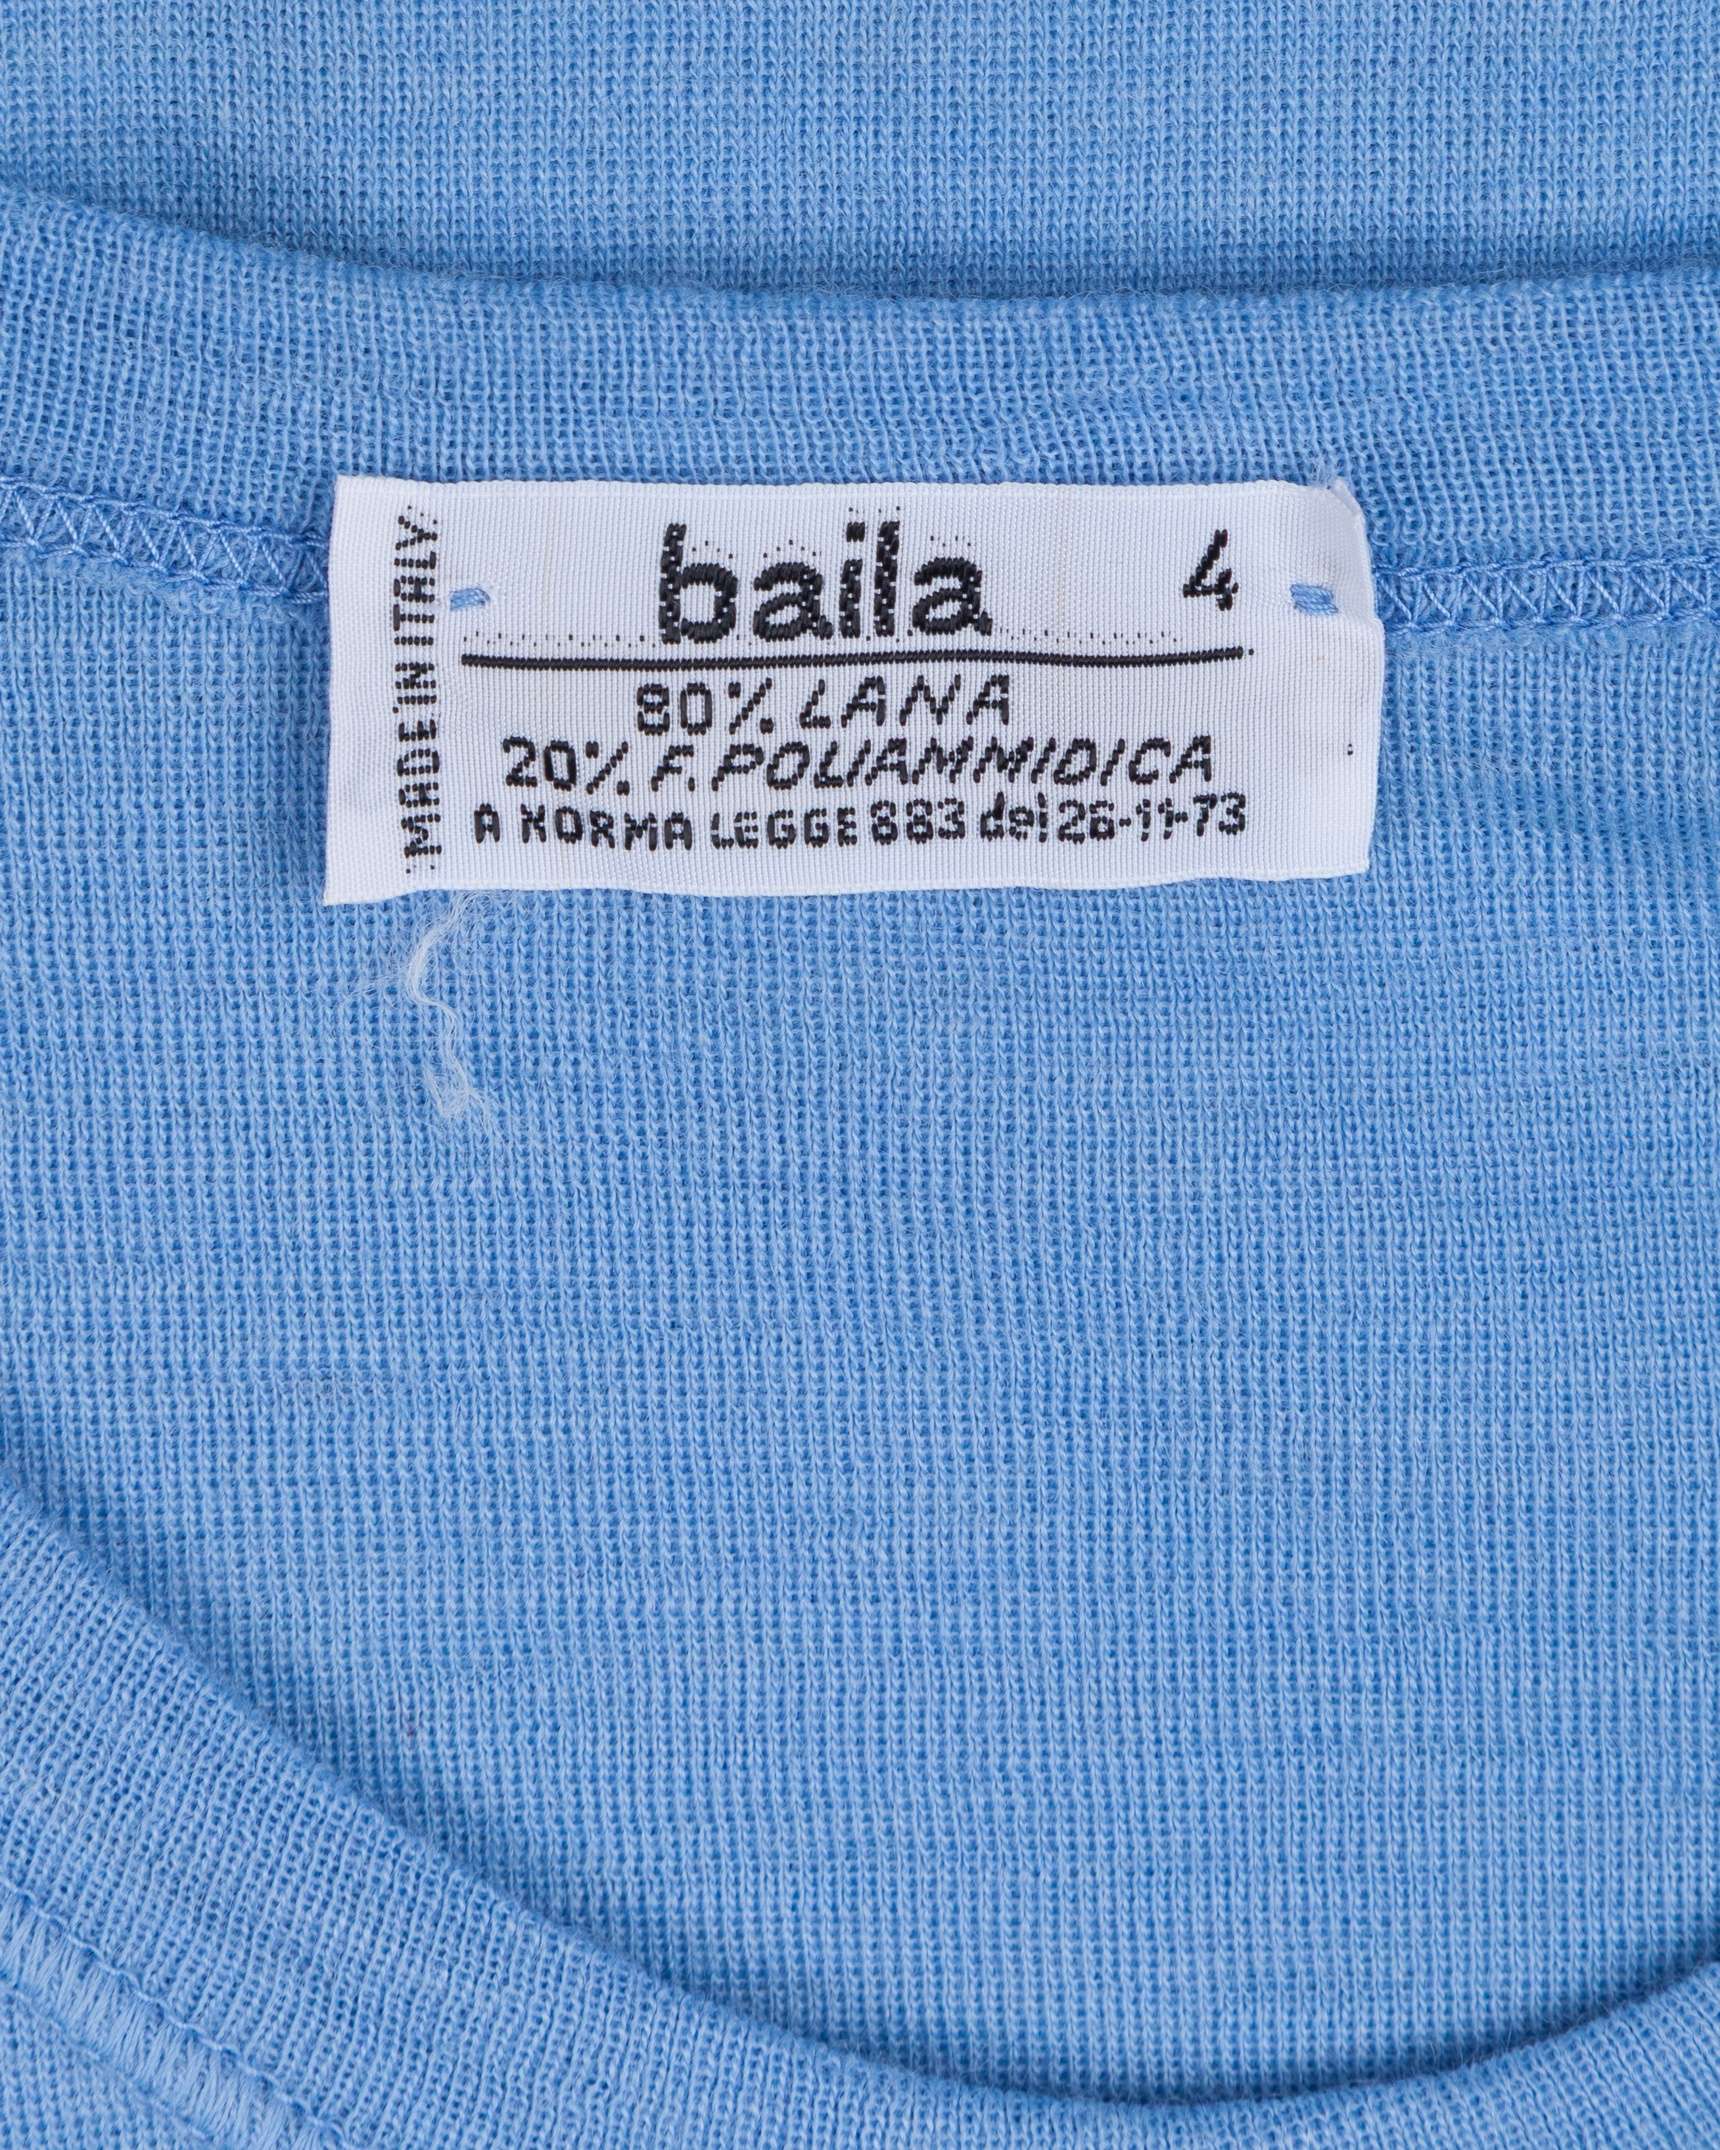 baila 4
80% LANA
20% F. POLIAMMIDICA
A NORMA LEGGE 883 del 26-11-73
MADE IN ITALY